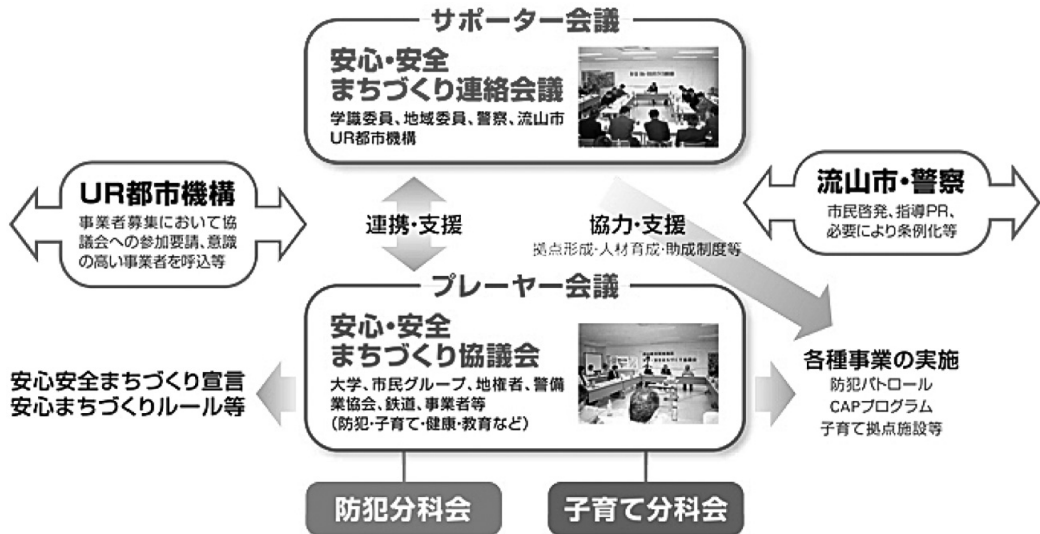 サポーター会議
安心・安全
まちづくり連絡会議
学識委員、地域委員、警察、流山市
UR都市機構
UR都市機構
事業者募集において協
議会への参加要請、意識
の高い事業者を呼込等
連携・支援
協力・支援
拠点形成・人材育成・助成制度等
流山市・警察
市民啓発、指導PR、
必要により条例化等
プレーヤー会議
安心・安全
まちづくり協議会
大学、市民グループ、地権者、警備
業協会、鉄道、事業者等
(防犯・子育て・健康・教育など)
安心安全まちづくり宣言
安心まちづくりルール等
各種事業の実施
防犯パトロール
CAPプログラム
子育て拠点施設等
防犯分科会
子育て分科会